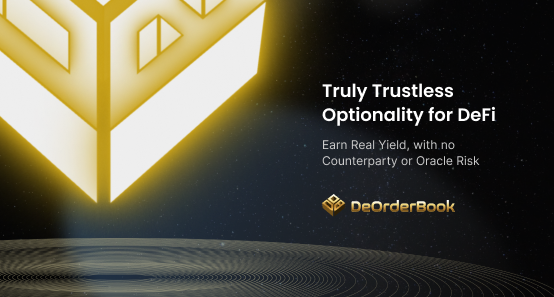 Truly Trustless
Optionality for DeFi
Earn Real Yield, with no
Counterparty or Oracle Risk
DeOrderBook